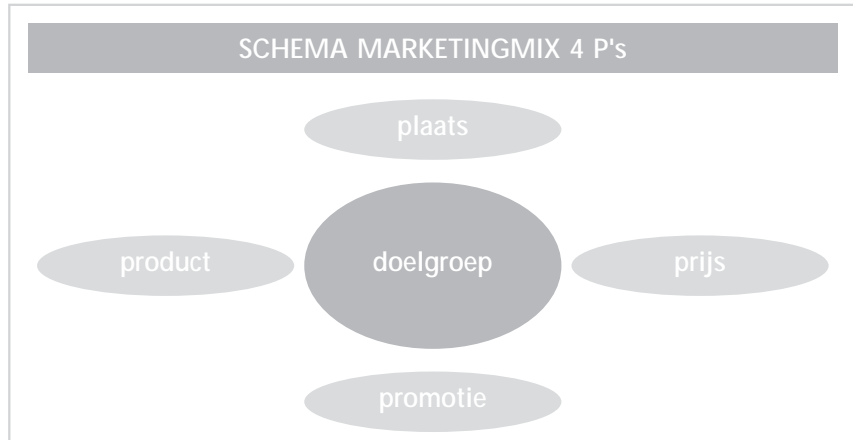 SCHEMA MARKETINGMIX 4 P's
plaats
product
doelgroep
prijs
promotie